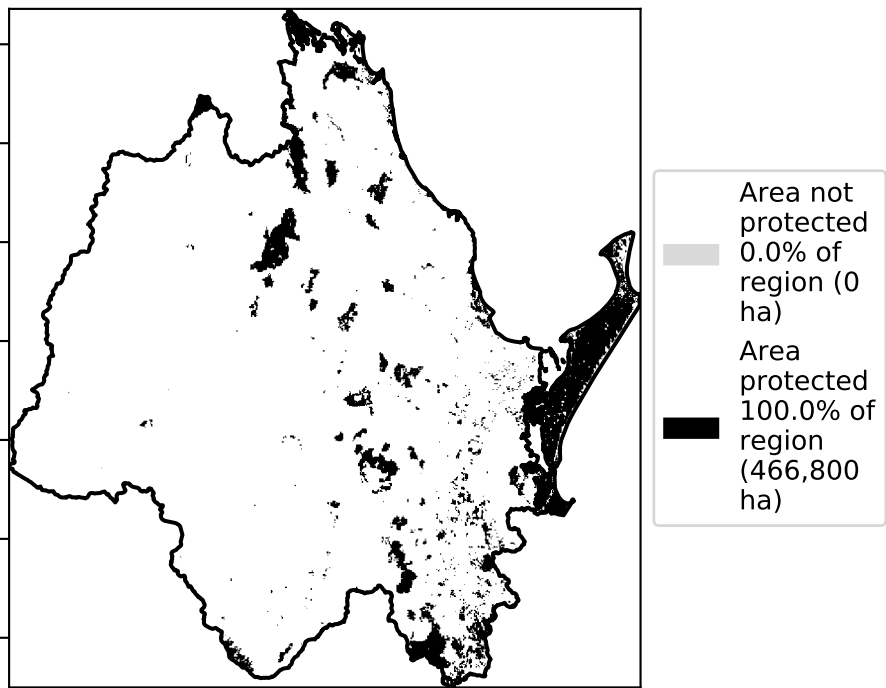 Area not
protected
0.0% of
region (0
ha)
Area
protected
100.0% of
region
(466,800
ha)